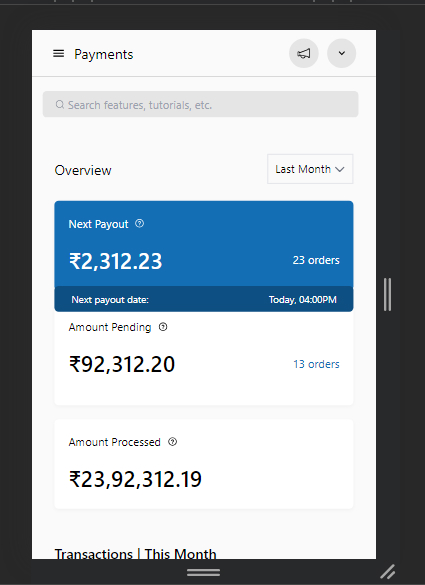 Payments
Search features, tutorials, etc.
Overview
Last Month
Next Payout ?
₹2,312.23
23 orders
Next payout date:
Today, 04:00PM
Amount Pending ?
₹92,312.20
13 orders
Amount Processed ?
₹23,92,312.19
Transactions | This Month